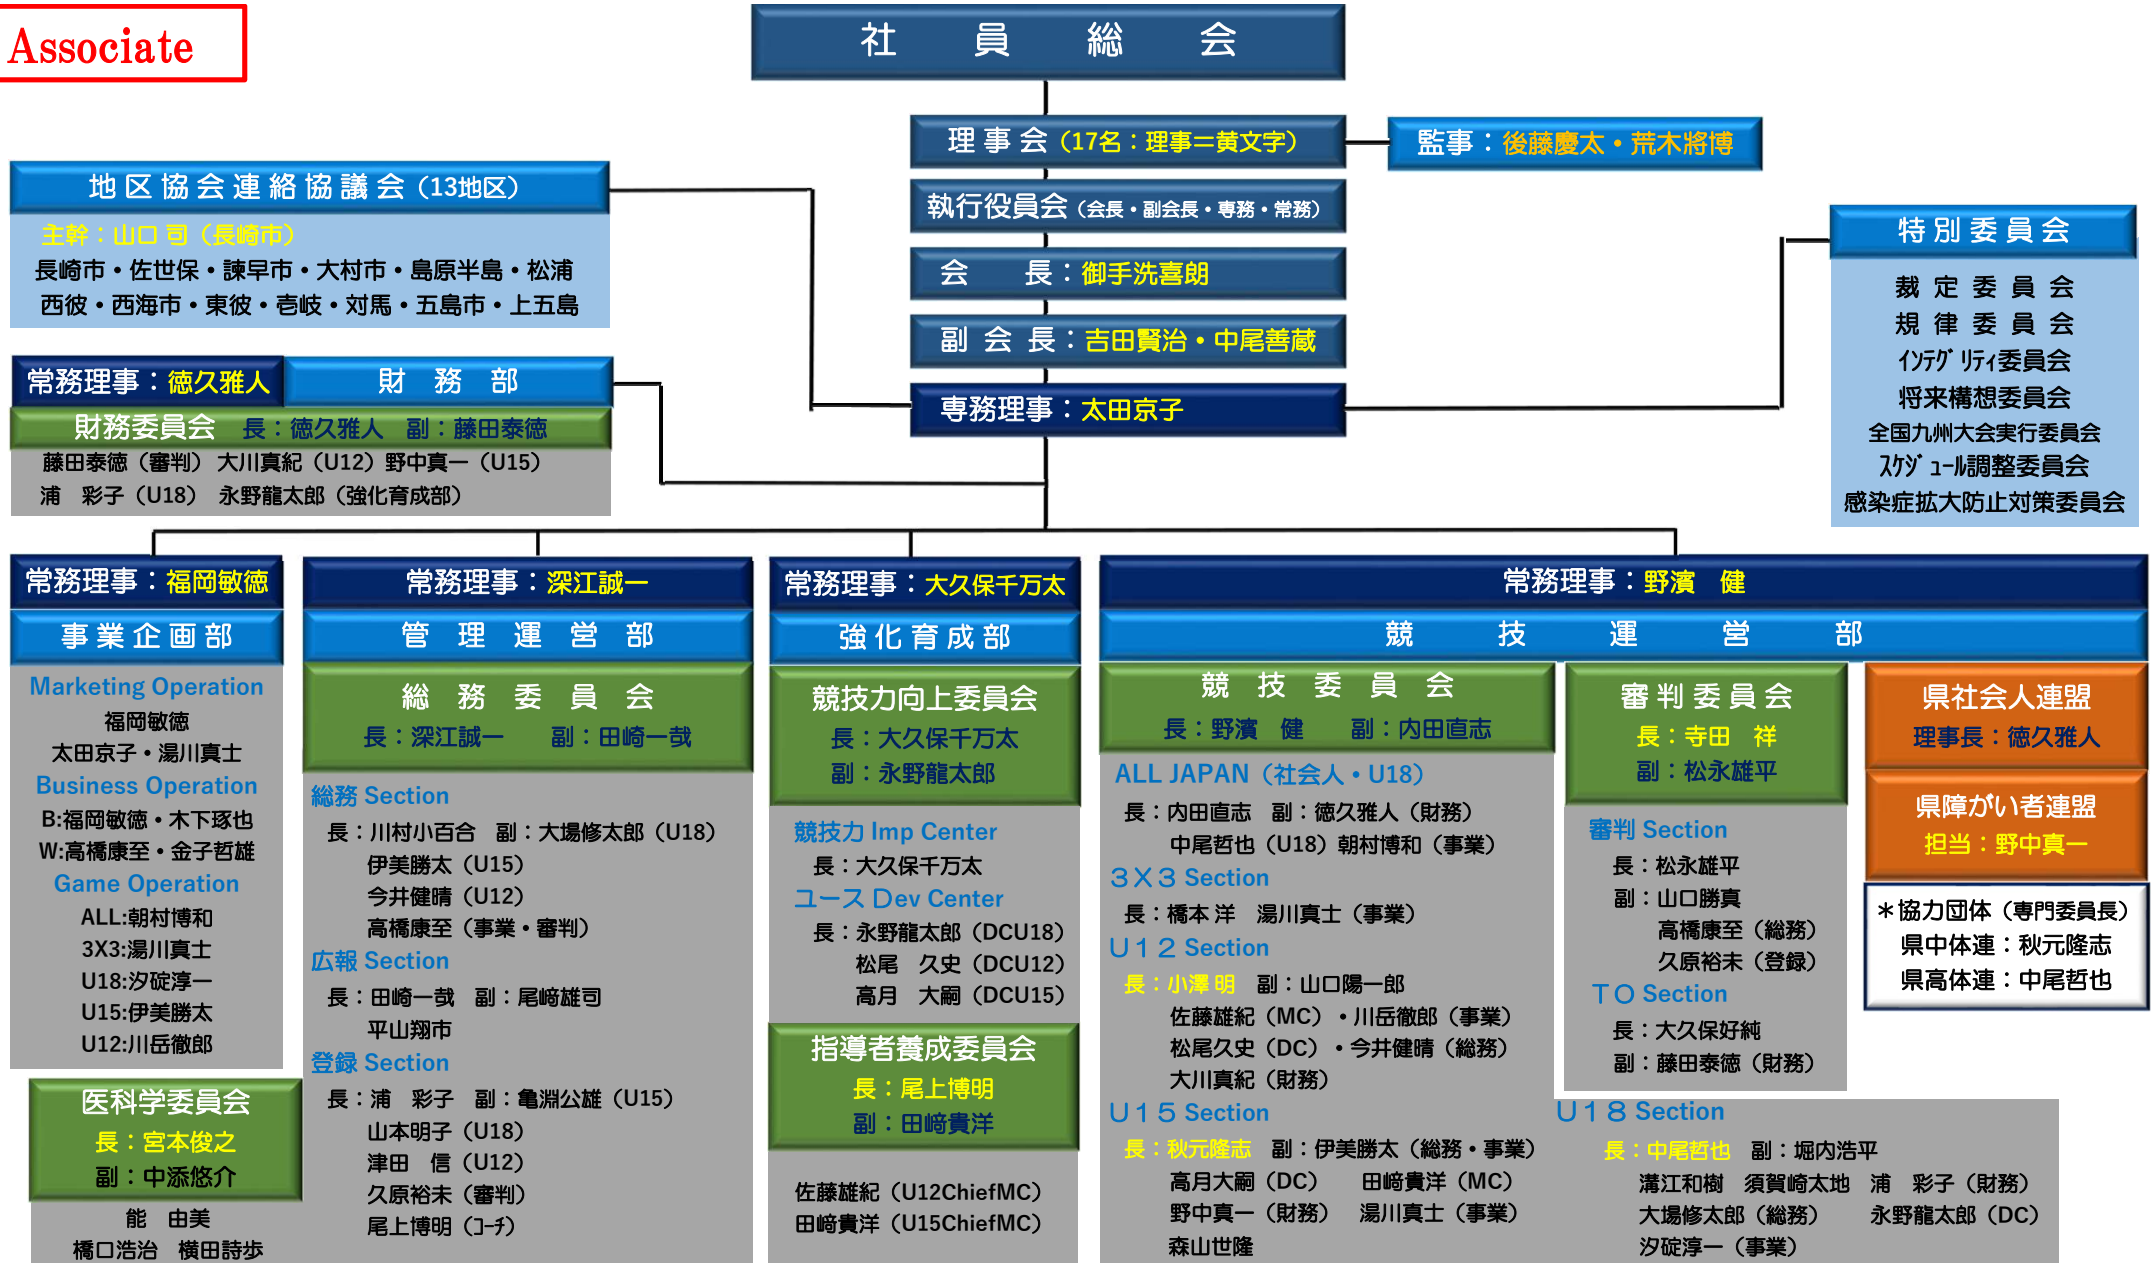 Associate
社員総会
理事会（17名：理事＝黄文字）
監事：後藤慶太・荒木將博
執行役員会（会長・副会長・専務・常務）
会長：御手洗喜朗
副会長：吉田賢治・中尾善蔵
専務理事：太田京子
地区協会連絡協議会（13地区）
主幹：山口 司（長崎市）
長崎市・佐世保・諫早市・大村市・島原半島・松浦
西彼・西海市・東彼・壱岐・対馬・五島市・上五島
特別委員会
裁定委員会
規律委員会
ｲﾝﾃｸﾞﾘﾃｨ委員会
将来構想委員会
全国九州大会実行委員会
ｽｹｼﾞｭｰﾙ調整委員会
感染症拡大防止対策委員会
常務理事：徳久雅人 財務部
財務委員会 長：徳久雅人 副：藤田泰徳
藤田泰徳（審判）大川真紀（U12）野中真一（U15）
浦 彩子（U18） 永野龍太郎（強化育成部）
常務理事：福岡敏徳
事業企画部
Marketing Operation
福岡敏徳
太田京子・湯川真士
Business Operation
B:福岡敏徳・木下琢也
W:高橋康至・金子哲雄
Game Operation
ALL:朝村博和
3X3:湯川真士
U18:汐碇淳一
U15:伊美勝太
U12:川岳徹郎
医科学委員会
長：宮本俊之
副：中添悠介
能 由美
橋口浩治 横田詩歩
常務理事：深江誠一
管理運営部
総務委員会
長：深江誠一 副：田崎一哉
総務 Section
長：川村小百合 副：大場修太郎（U18）
伊美勝太（U15）
今井健晴（U12）
高橋康至（事業・審判）
広報 Section
長：田崎一哉 副：尾﨑雄司
平山翔市
登録 Section
長：浦 彩子 副：亀淵公雄（U15）
山本明子（U18）
津田 信（U12）
久原裕未（審判）
尾上博明（ｺｰﾁ）
常務理事：大久保千万太
強化育成部
競技力向上委員会
長：大久保千万太
副：永野龍太郎
競技力 Imp Center
長：大久保千万太
ユース Dev Center
長：永野龍太郎（DCU18）
松尾 久史（DCU12）
高月 大嗣（DCU15）
指導者養成委員会
長：尾上博明
副：田﨑貴洋
佐藤雄紀（U12ChiefMC）
田﨑貴洋（U15ChiefMC）
常務理事：野濱 健
競技運営部
競技委員会
長：野濱 健 副：内田直志
ALL JAPAN（社会人・U18）
長：内田直志 副：徳久雅人（財務）
中尾哲也（U18）朝村博和（事業）
３Ｘ３ Section
長：橋本 洋 湯川真士（事業）
Ｕ１２ Section
長：小澤 明 副：山口陽一郎
佐藤雄紀（MC）・川岳徹郎（事業）
松尾久史（DC）・今井健晴（総務）
大川真紀（財務）
Ｕ１５ Section
長：秋元隆志 副：伊美勝太（総務・事業）
高月大嗣（DC） 田﨑貴洋（MC）
野中真一（財務） 湯川真士（事業）
森山世隆
審判委員会
長：寺田 祥
副：松永雄平
審判 Section
長：松永雄平
副：山口勝真
高橋康至（総務）
久原裕未（登録）
ＴＯ Section
長：大久保好純
副：藤田泰徳（財務）
Ｕ１８ Section
長：中尾哲也 副：堀内浩平
溝江和樹 須賀崎太地 浦 彩子（財務）
大場修太郎（総務） 永野龍太郎（DC）
汐碇淳一（事業）
県社会人連盟
理事長：徳久雅人
県障がい者連盟
担当：野中真一
＊協力団体（専門委員長）
県中体連：秋元隆志
県高体連：中尾哲也